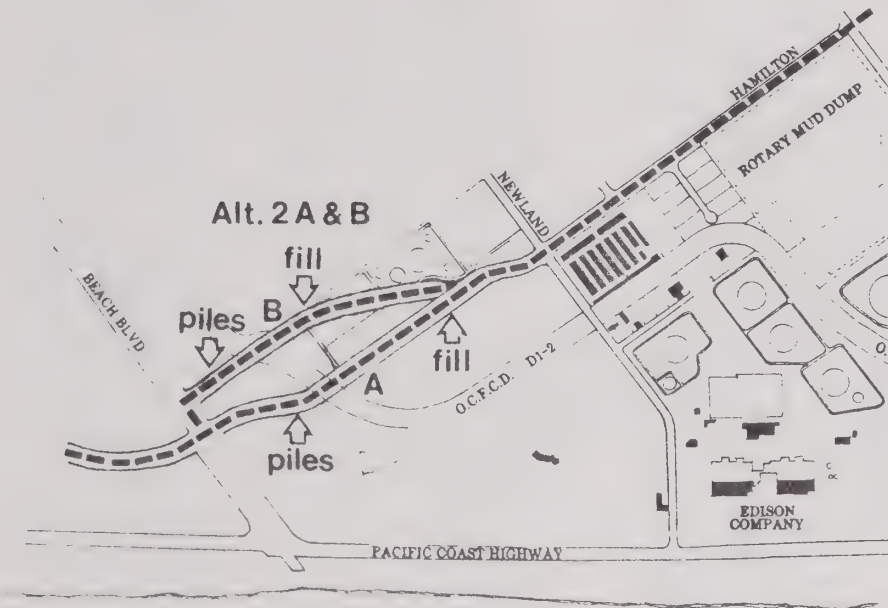 HAMILTON
ROTARY MUD DUMP
NEWLAND
Alt. 2 A & B
fill
BEACH BLVD
B
piles
fill
A
O.C.F.C.D. D1-2
O.
piles
C
OC
EDISON
COMPANY
PACIFIC COAST HIGHWAY